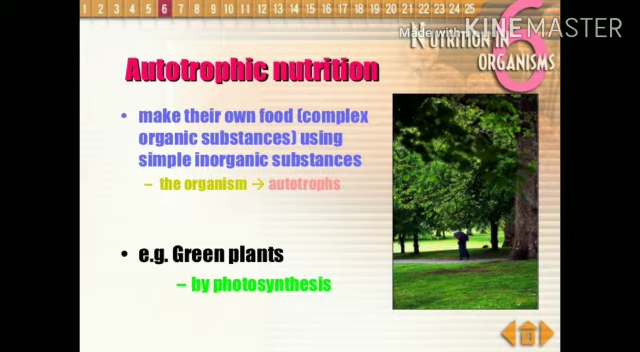 1 2 3 4 5 6 7 8 9 10 11 12 13 14 15 16 17 18 19 20 21 22 23 24 25
Made with
KINEMASTER
6
NUTRITION IN
ORGANISMS
Autotrophic nutrition
• make their own food (complex
organic substances) using
simple inorganic substances
– the organism → autotrophs
• e.g. Green plants
– by photosynthesis